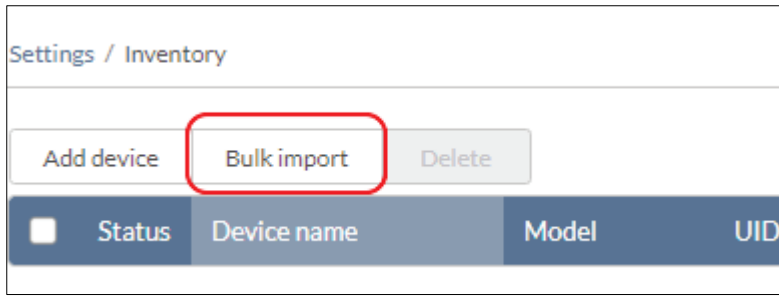 Settings / Inventory
Add device Bulk import Delete
Status Device name Model UID